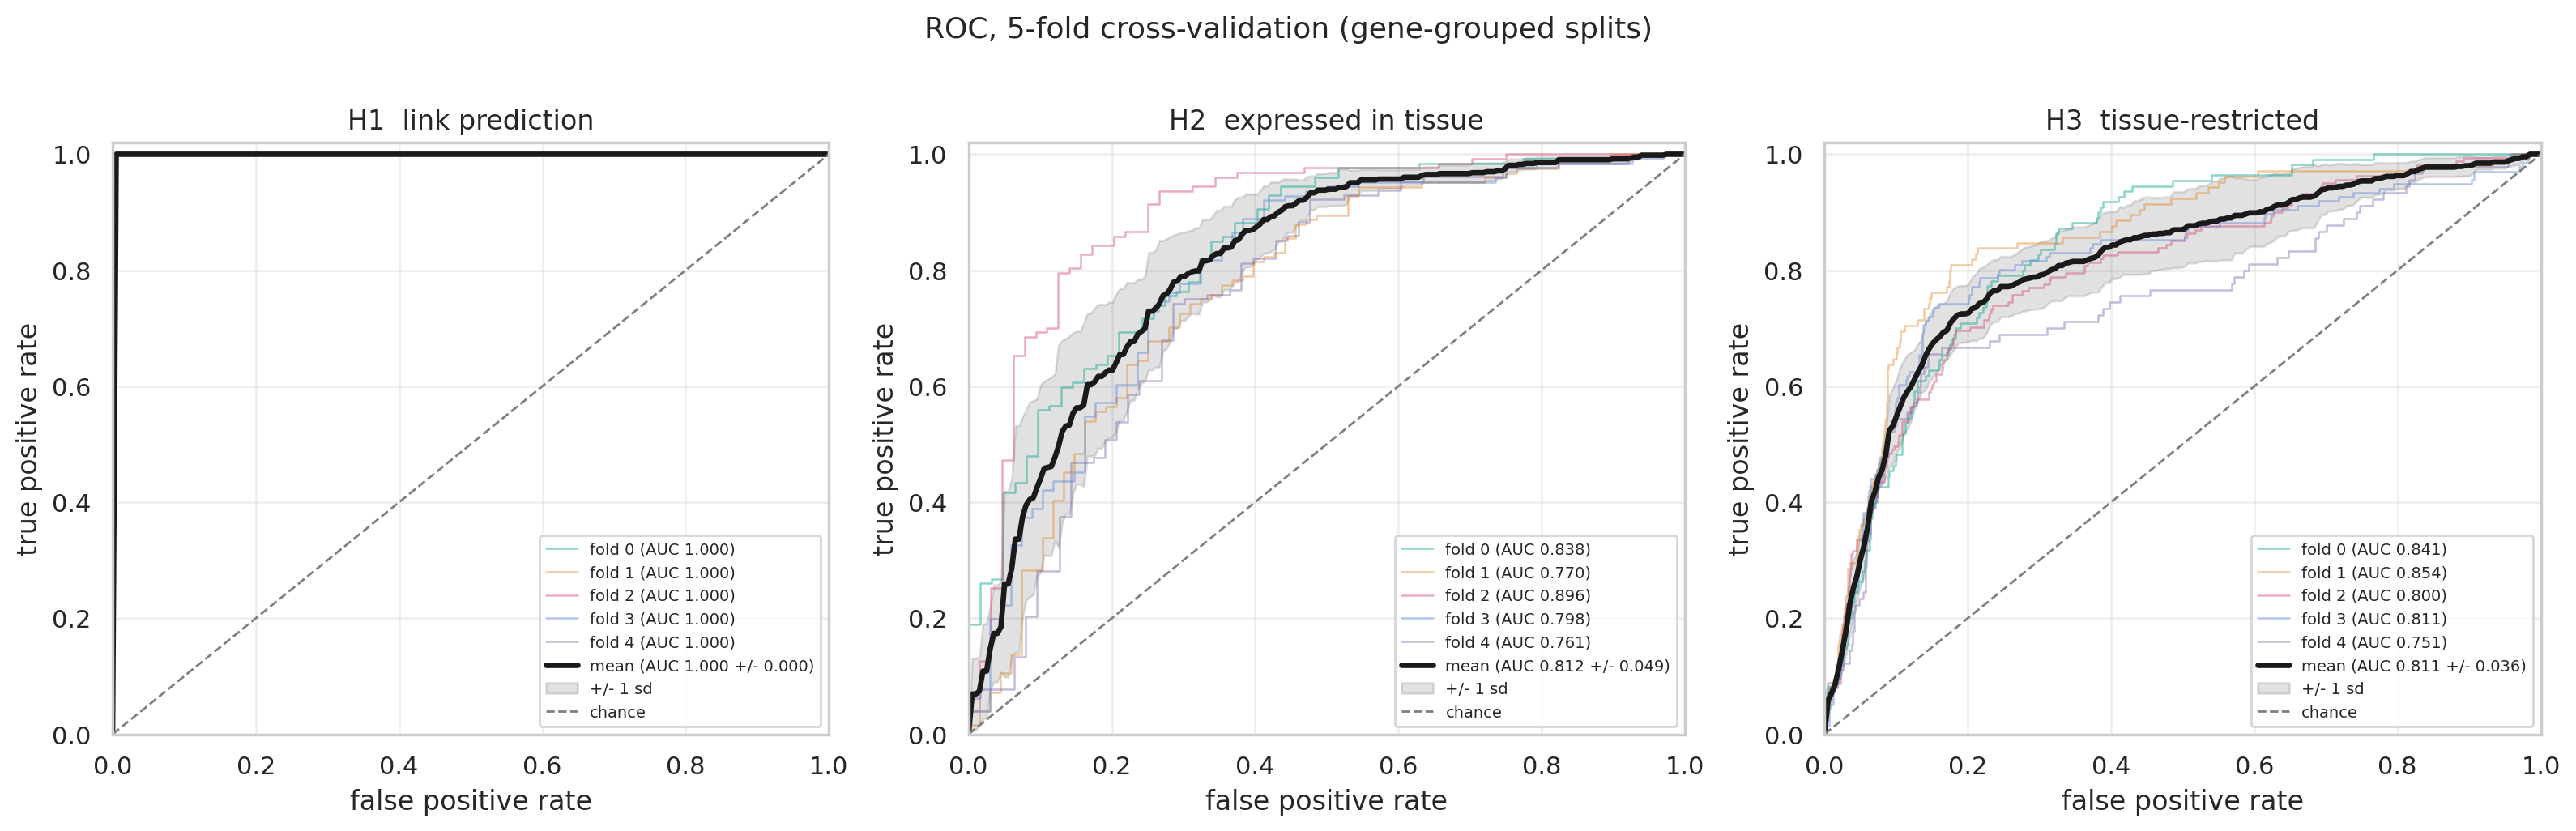 ROC, 5-fold cross-validation (gene-grouped splits)
H1  link prediction
true positive rate
1.0
0.8
0.6
0.4
0.2
0.0
0.0 0.2 0.4 0.6 0.8 1.0
false positive rate
fold 0 (AUC 1.000)
fold 1 (AUC 1.000)
fold 2 (AUC 1.000)
fold 3 (AUC 1.000)
fold 4 (AUC 1.000)
mean (AUC 1.000 +/- 0.000)
+/- 1 sd
chance
H2  expressed in tissue
true positive rate
1.0
0.8
0.6
0.4
0.2
0.0
0.0 0.2 0.4 0.6 0.8 1.0
false positive rate
fold 0 (AUC 0.838)
fold 1 (AUC 0.770)
fold 2 (AUC 0.896)
fold 3 (AUC 0.798)
fold 4 (AUC 0.761)
mean (AUC 0.812 +/- 0.049)
+/- 1 sd
chance
H3  tissue-restricted
true positive rate
1.0
0.8
0.6
0.4
0.2
0.0
0.0 0.2 0.4 0.6 0.8 1.0
false positive rate
fold 0 (AUC 0.841)
fold 1 (AUC 0.854)
fold 2 (AUC 0.800)
fold 3 (AUC 0.811)
fold 4 (AUC 0.751)
mean (AUC 0.811 +/- 0.036)
+/- 1 sd
chance